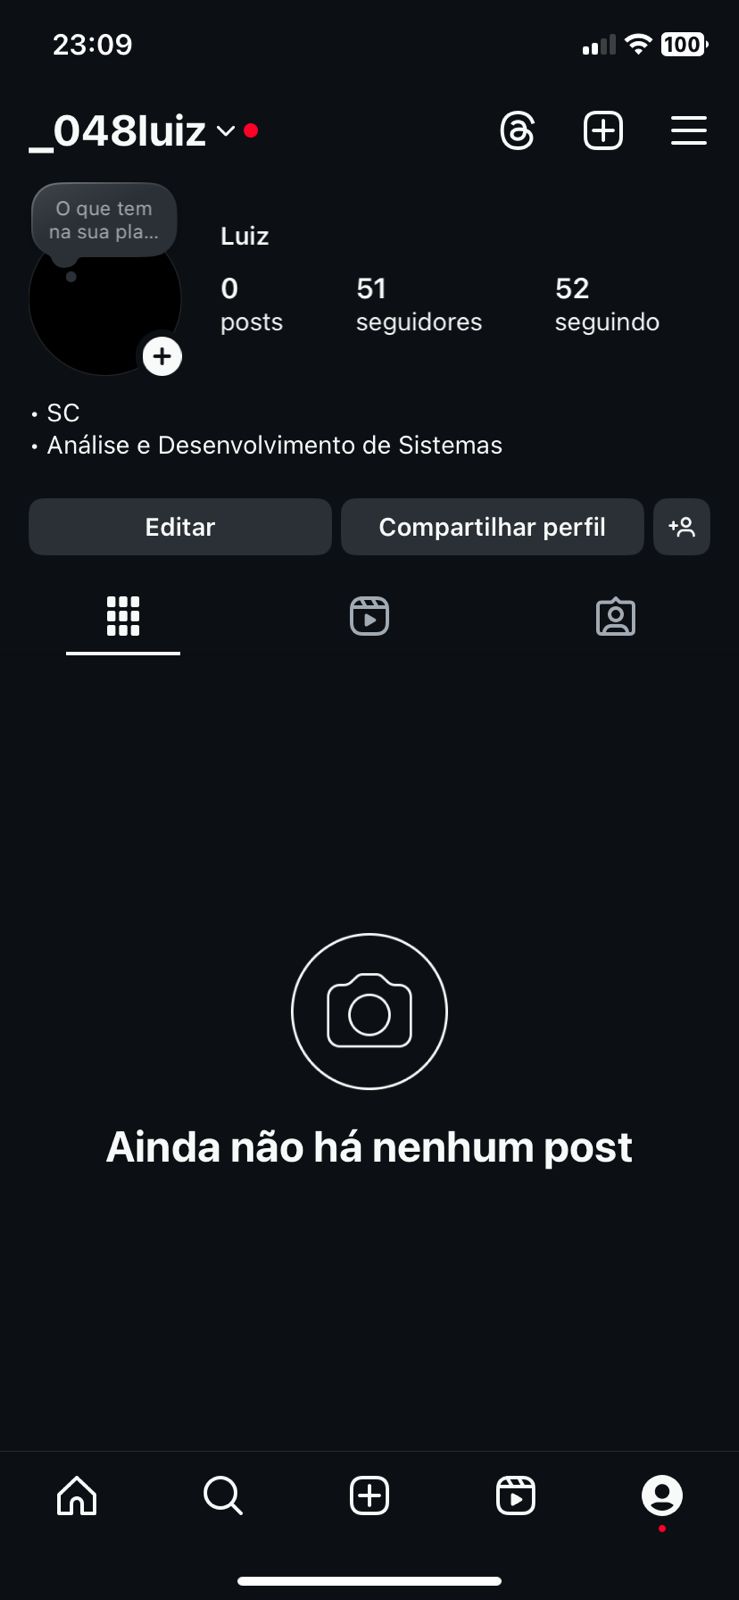 23:09
100
_048luiz
O que tem
na sua pla...
Luiz
0 51 52
posts seguidores seguindo
• SC
• Análise e Desenvolvimento de Sistemas
Editar Compartilhar perfil
Ainda não há nenhum post